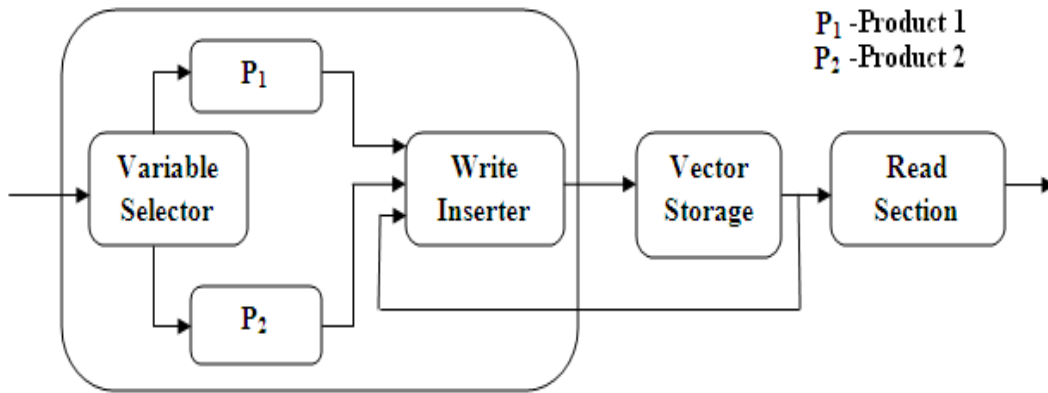 P₁ -Product 1
P₂ -Product 2
P₁
Variable
Selector
Write
Inserter
Vector
Storage
Read
Section
P₂